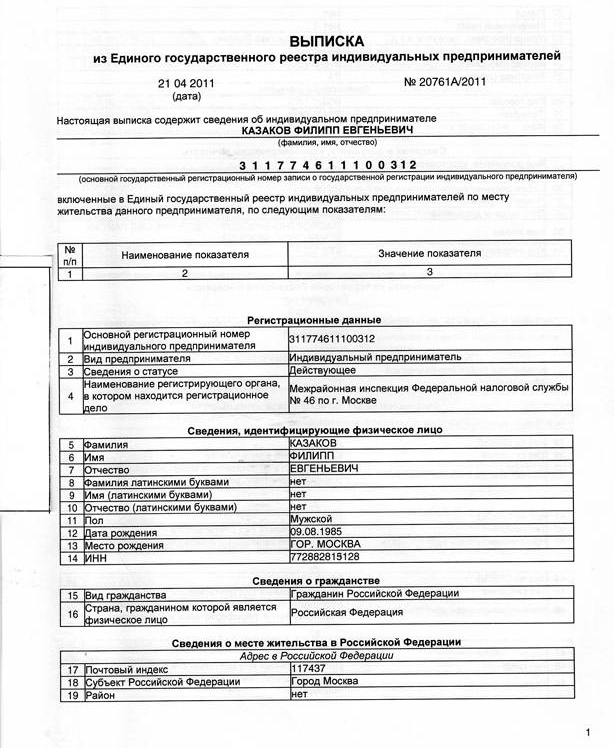 ВЫПИСКА
из Единого государственного реестра индивидуальных предпринимателей
21 04 2011 № 20761А/2011
(дата)
Настоящая выписка содержит сведения об индивидуальном предпринимателе
КАЗАКОВ ФИЛИПП ЕВГЕНЬЕВИЧ
(фамилия, имя, отчество)
3 1 1 7 7 4 6 1 1 1 0 0 3 1 2
(основной государственный регистрационный номер записи о государственной регистрации индивидуального предпринимателя)
включенные в Единый государственный реестр индивидуальных предпринимателей по месту
жительства данного предпринимателя, по следующим показателям:
№ п/п Наименование показателя Значение показателя
1 2 3
Регистрационные данные
1 Основной регистрационный номер
индивидуального предпринимателя 311774611100312
2 Вид предпринимателя Индивидуальный предприниматель
3 Сведения о статусе Действующее
4 Наименование регистрирующего органа,
в котором находится регистрационное
дело Межрайонная инспекция Федеральной налоговой службы
№ 46 по г. Москве
Сведения, идентифицирующие физическое лицо
5 Фамилия КАЗАКОВ
6 Имя ФИЛИПП
7 Отчество ЕВГЕНЬЕВИЧ
8 Фамилия латинскими буквами нет
9 Имя (латинскими буквами) нет
10 Отчество (латинскими буквами) нет
11 Пол Мужской
12 Дата рождения 09.08.1985
13 Место рождения ГОР. МОСКВА
14 ИНН 772882815128
Сведения о гражданстве
15 Вид гражданства Гражданин Российской Федерации
16 Страна, гражданином которой является
физическое лицо Российская Федерация
Сведения о месте жительства в Российской Федерации
Адрес в Российской Федерации
17 Почтовый индекс 117437
18 Субъект Российской Федерации Город Москва
19 Район нет
1